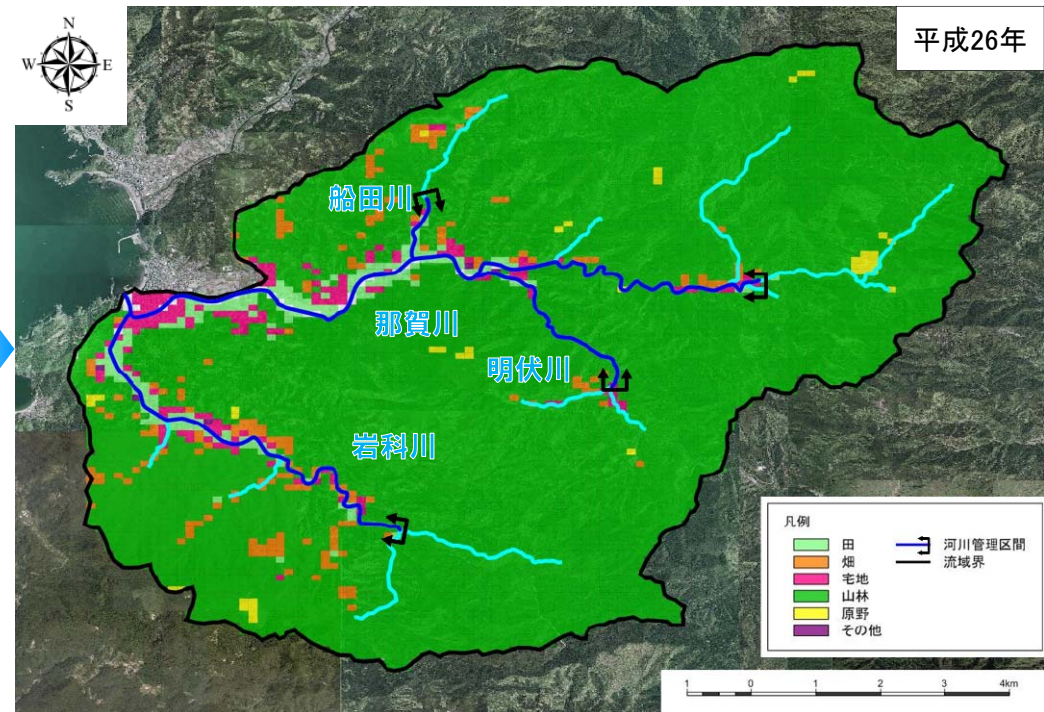 平成26年
N
W E
S
船田川
那賀川
明伏川
岩科川
凡例
田
畑
宅地
山林
原野
その他
河川管理区間
流域界
1 0 1 2 3 4km